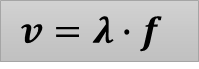 v = λ · f